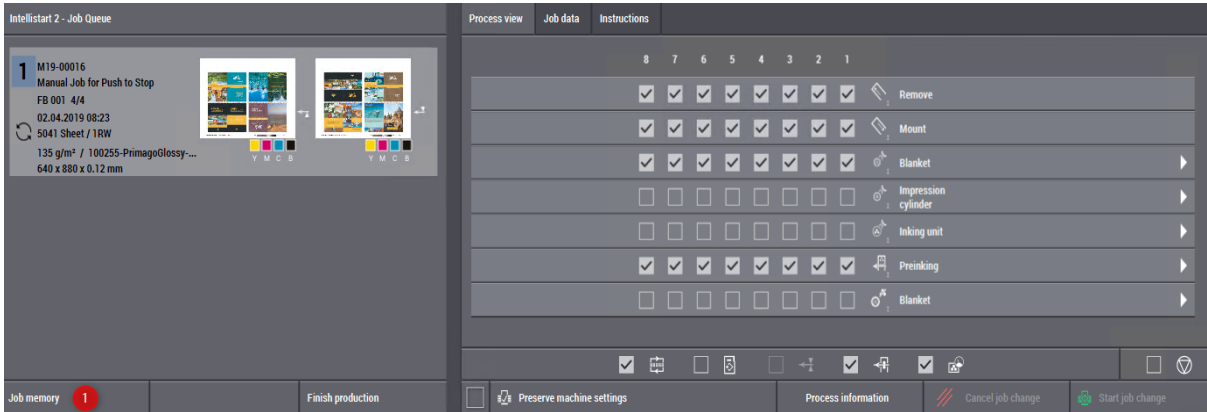 Intellistart 2 - Job Queue
1
M19-00016
Manual Job for Push to Stop
FB 001 4/4
02.04.2019 08:23
5041 Sheet / 1RW
135 g/m² / 100255-PrimagoGlossy-...
640 x 880 x 0.12 mm
Y M C B
Y M C B
Job memory 1
Finish production
Process view Job data Instructions
8 7 6 5 4 3 2 1
Remove
Mount
Blanket
Impression
cylinder
Inking unit
Preinking
Blanket
Preserve machine settings
Process information
Cancel job change
Start job change